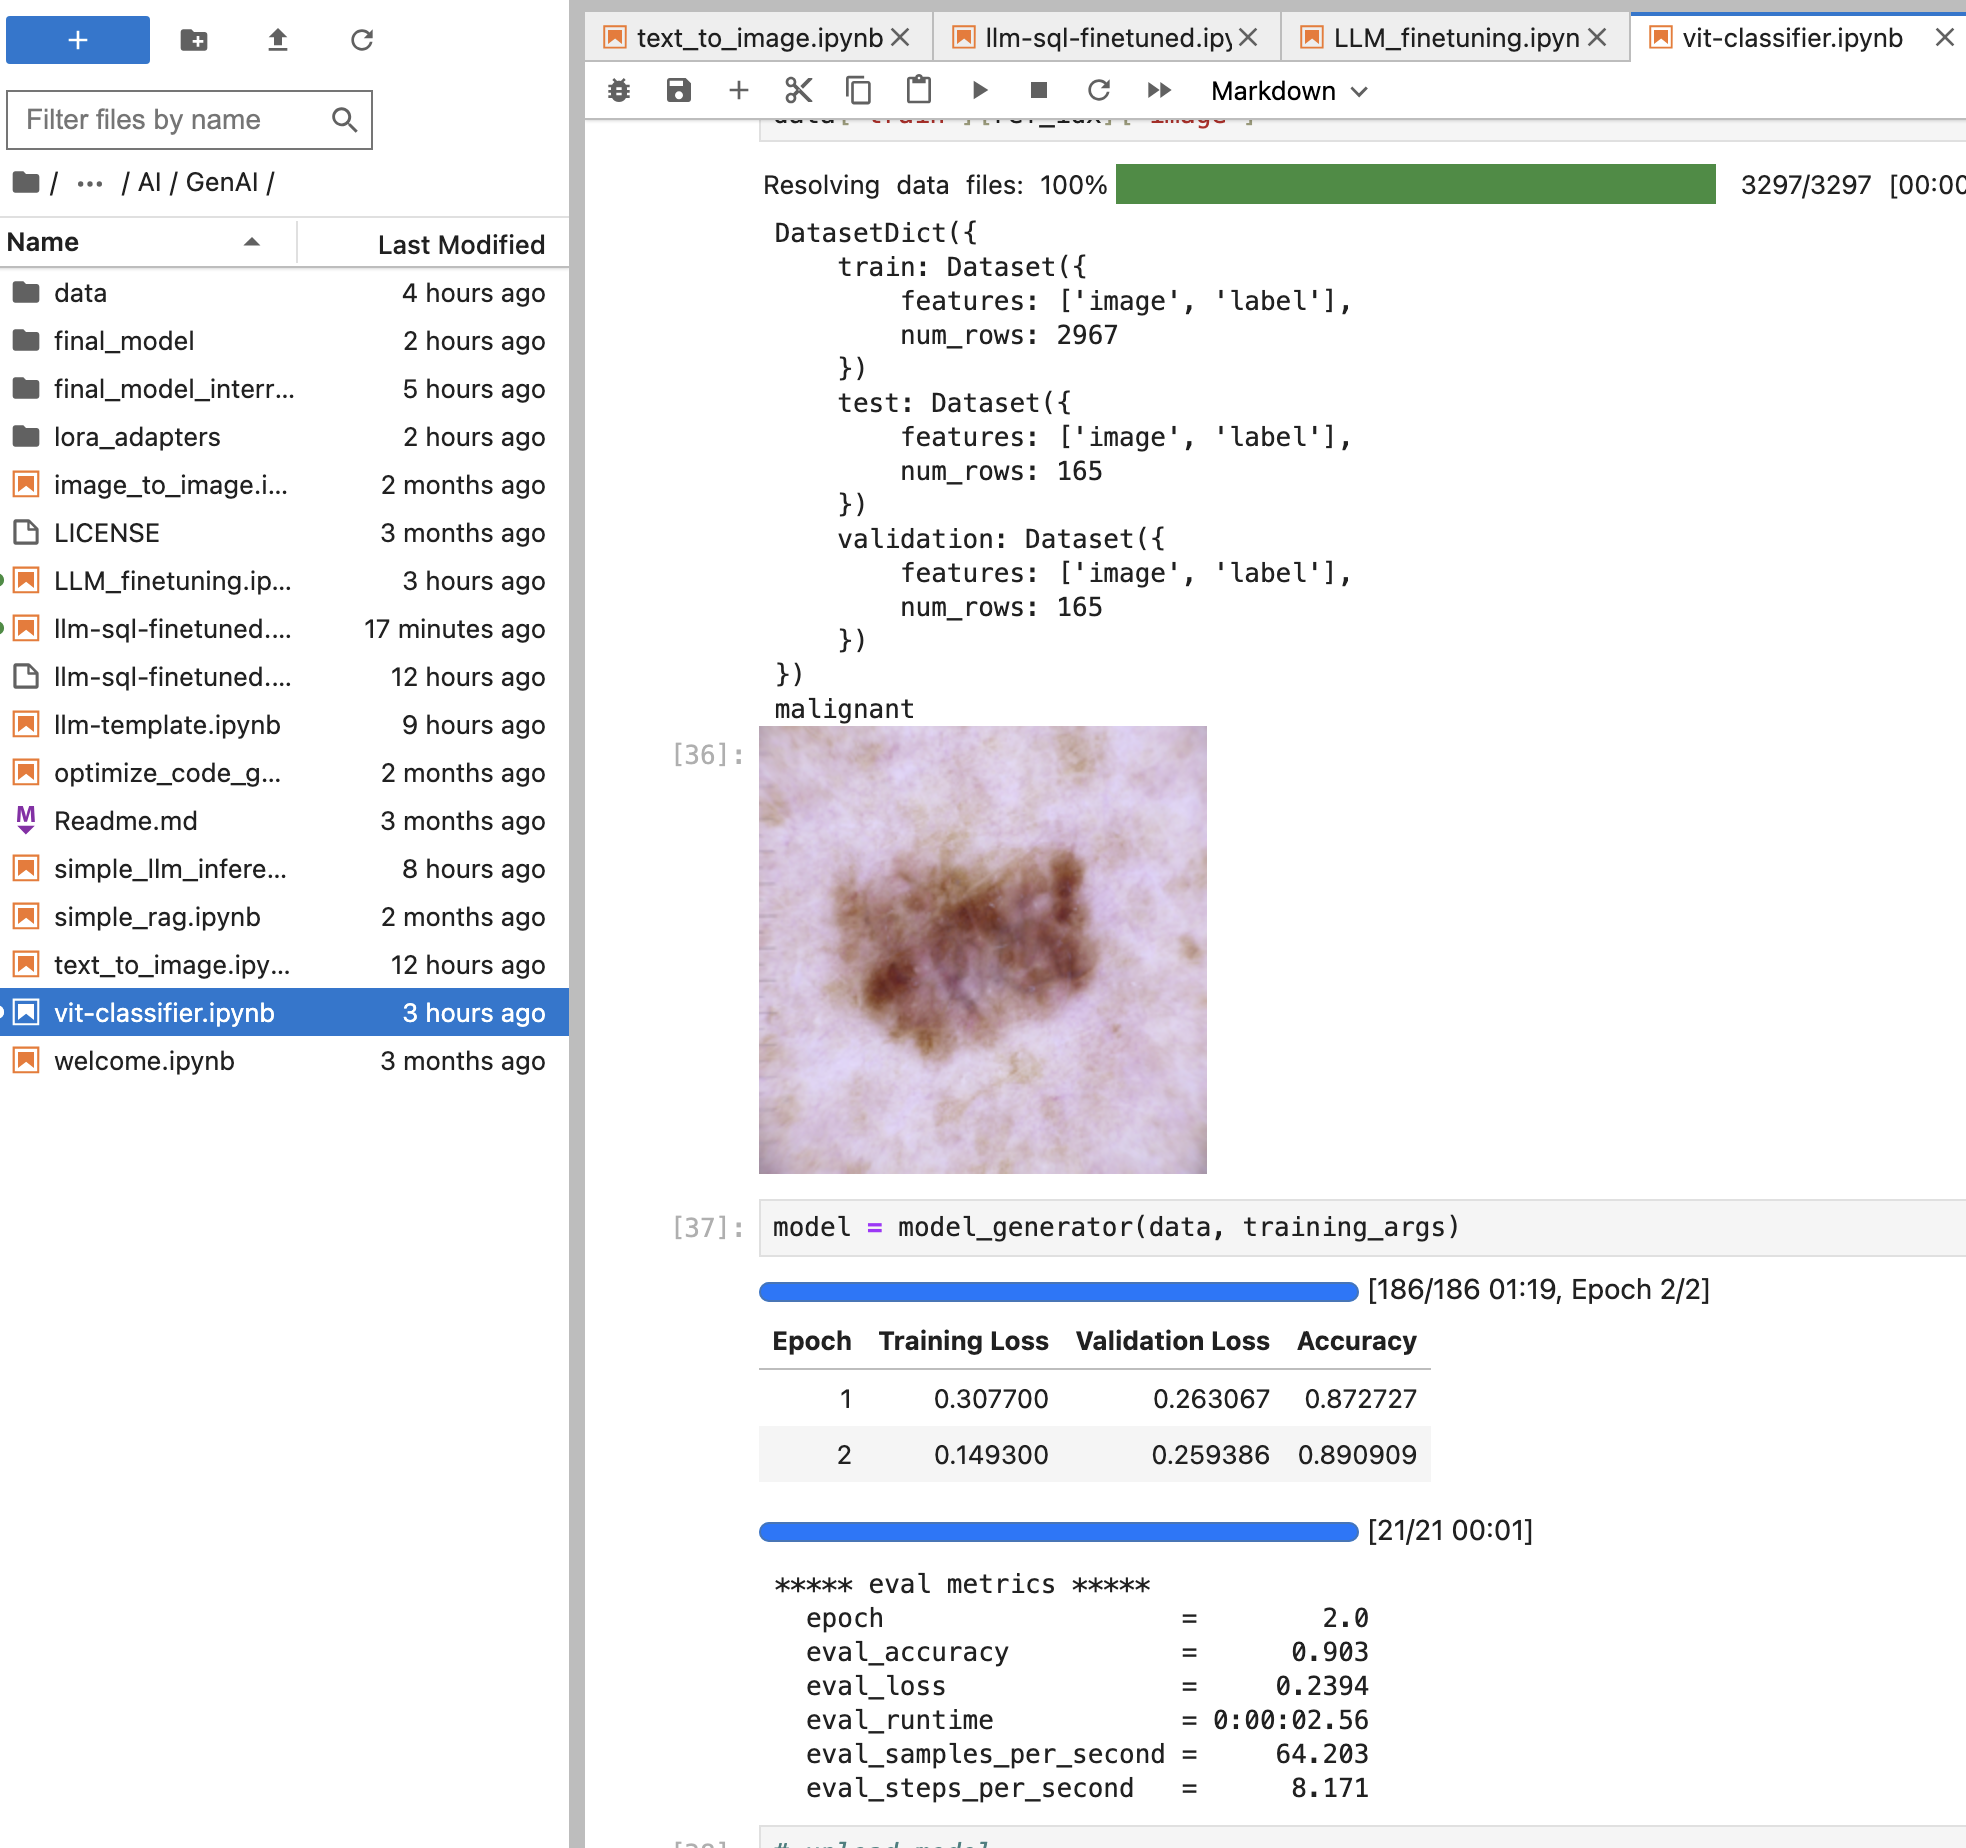 Filter files by name
/ ... / AI / GenAI /
Name Last Modified
data 4 hours ago
final_model 2 hours ago
final_model_interr... 5 hours ago
lora_adapters 2 hours ago
image_to_image.i... 2 months ago
LICENSE 3 months ago
LLM_finetuning.ip... 3 hours ago
llm-sql-finetuned.... 17 minutes ago
llm-sql-finetuned.... 12 hours ago
llm-template.ipynb 9 hours ago
optimize_code_g... 2 months ago
Readme.md 3 months ago
simple_llm_infere... 8 hours ago
simple_rag.ipynb 2 months ago
text_to_image.ipy... 12 hours ago
vit-classifier.ipynb 3 hours ago
welcome.ipynb 3 months ago
text_to_image.ipynb llm-sql-finetuned.ipy LLM_finetuning.ipyn vit-classifier.ipynb
Markdown
Resolving data files: 100% 3297/3297 [00:00
DatasetDict({
train: Dataset({
features: ['image', 'label'],
num_rows: 2967
})
test: Dataset({
features: ['image', 'label'],
num_rows: 165
})
validation: Dataset({
features: ['image', 'label'],
num_rows: 165
})
})
malignant
[36]:
[37]: model = model_generator(data, training_args)
[186/186 01:19, Epoch 2/2]
Epoch Training Loss Validation Loss Accuracy
1 0.307700 0.263067 0.872727
2 0.149300 0.259386 0.890909
[21/21 00:01]
***** eval metrics *****
epoch = 2.0
eval_accuracy = 0.903
eval_loss = 0.2394
eval_runtime = 0:00:02.56
eval_samples_per_second = 64.203
eval_steps_per_second = 8.171